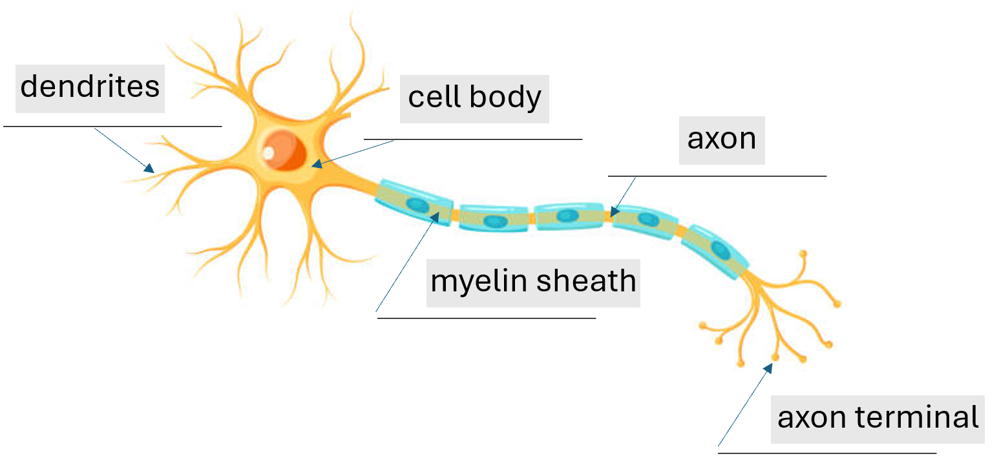 dendrites
cell body
axon
myelin sheath
axon terminal